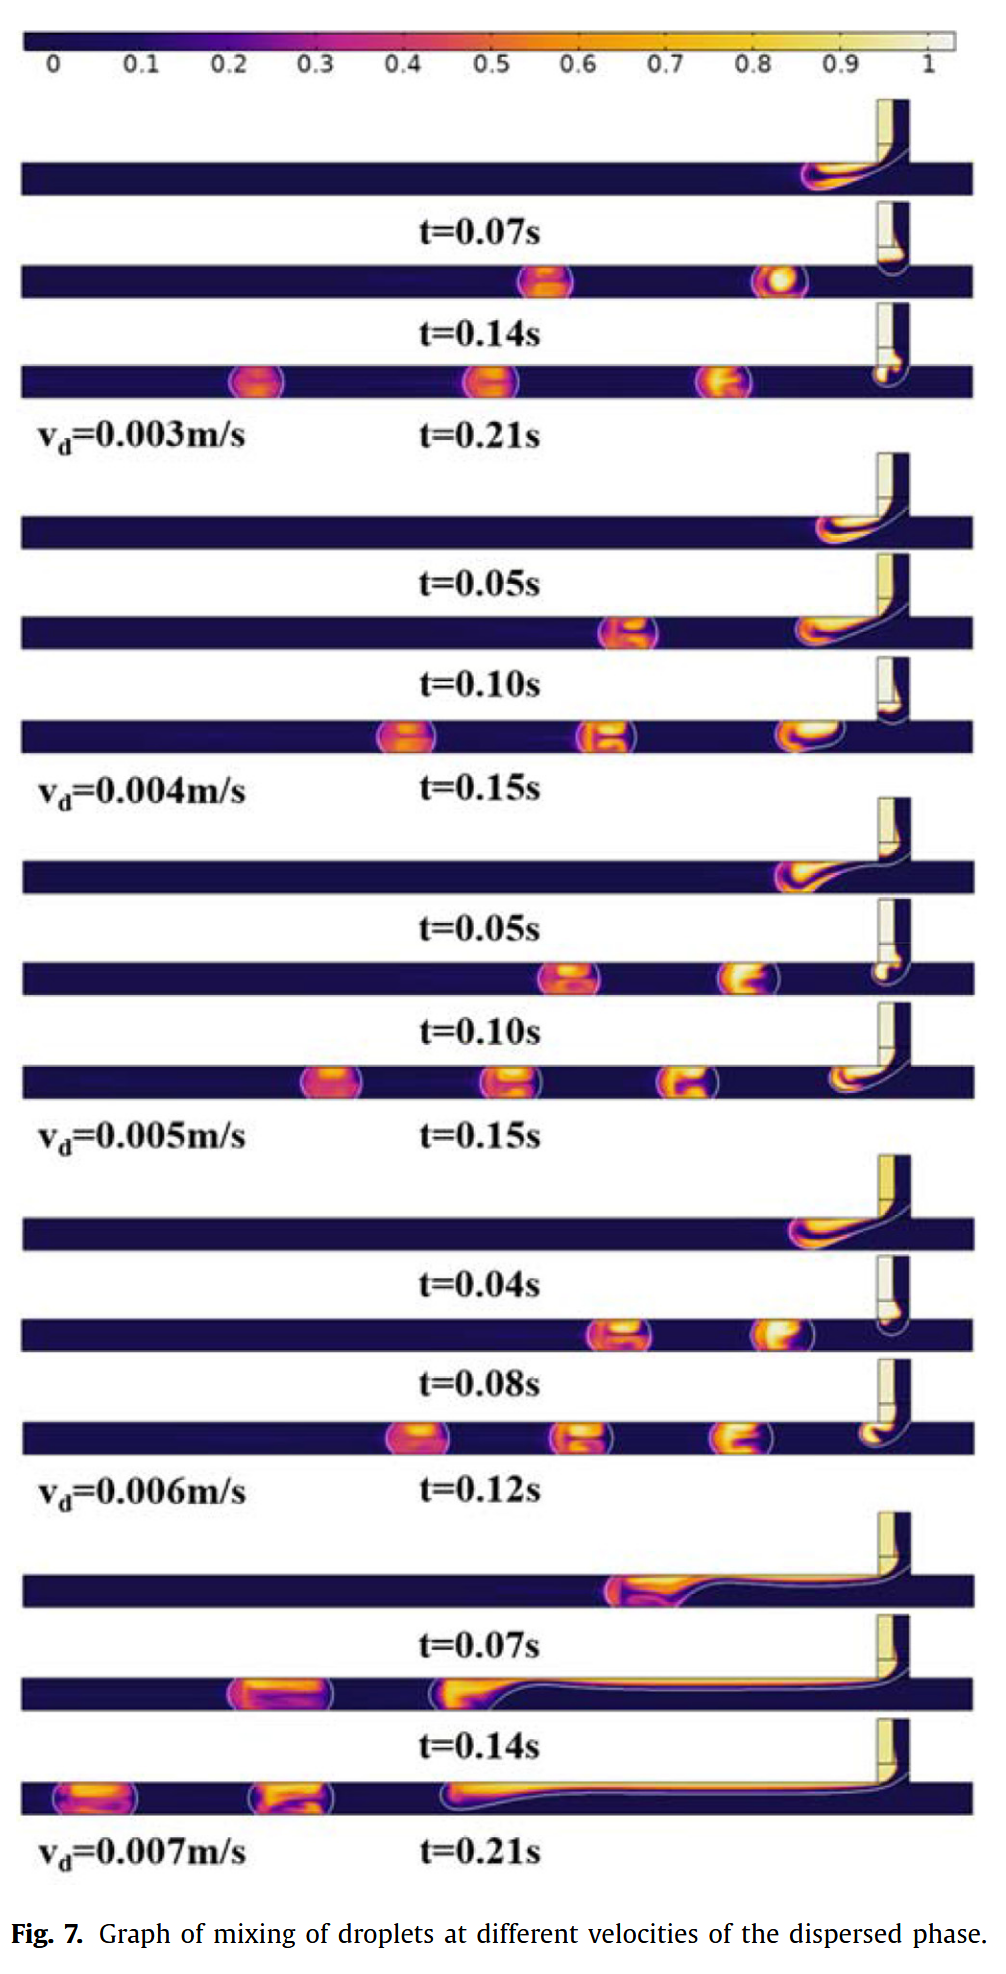 0 0.1 0.2 0.3 0.4 0.5 0.6 0.7 0.8 0.9 1
t=0.07s
t=0.14s
v_d=0.003m/s t=0.21s
t=0.05s
t=0.10s
v_d=0.004m/s t=0.15s
t=0.05s
t=0.10s
v_d=0.005m/s t=0.15s
t=0.04s
t=0.08s
v_d=0.006m/s t=0.12s
t=0.07s
t=0.14s
v_d=0.007m/s t=0.21s
Fig. 7. Graph of mixing of droplets at different velocities of the dispersed phase.